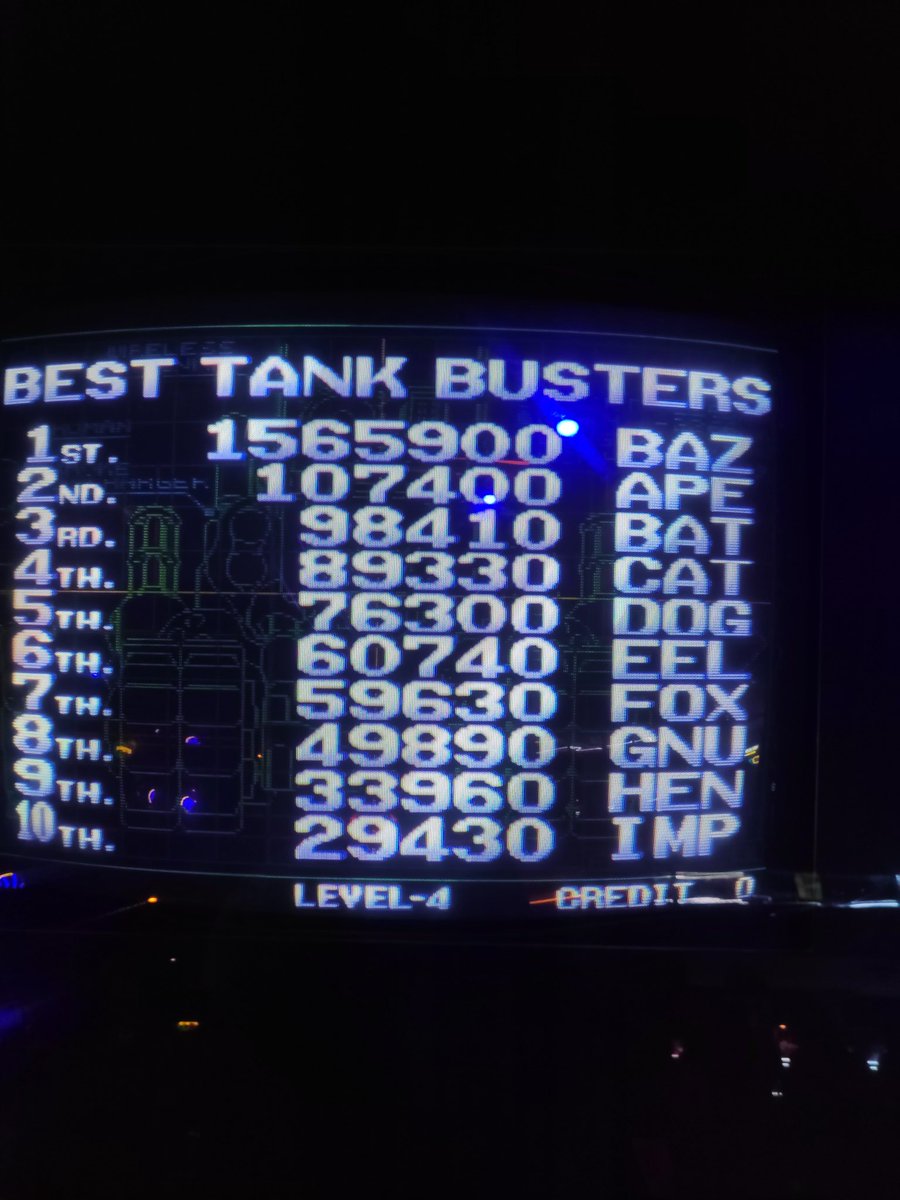 BEST TANK BUSTERS
1ST. 1565900 BAZ
2ND. 107400 APE
3RD. 98410 BAT
4TH. 89330 CAT
5TH. 76300 DOG
6TH. 60740 EEL
7TH. 59630 FOX
8TH. 49890 GNU
9TH. 33960 HEN
10TH. 29430 IMP
LEVEL-4 CREDIT 0